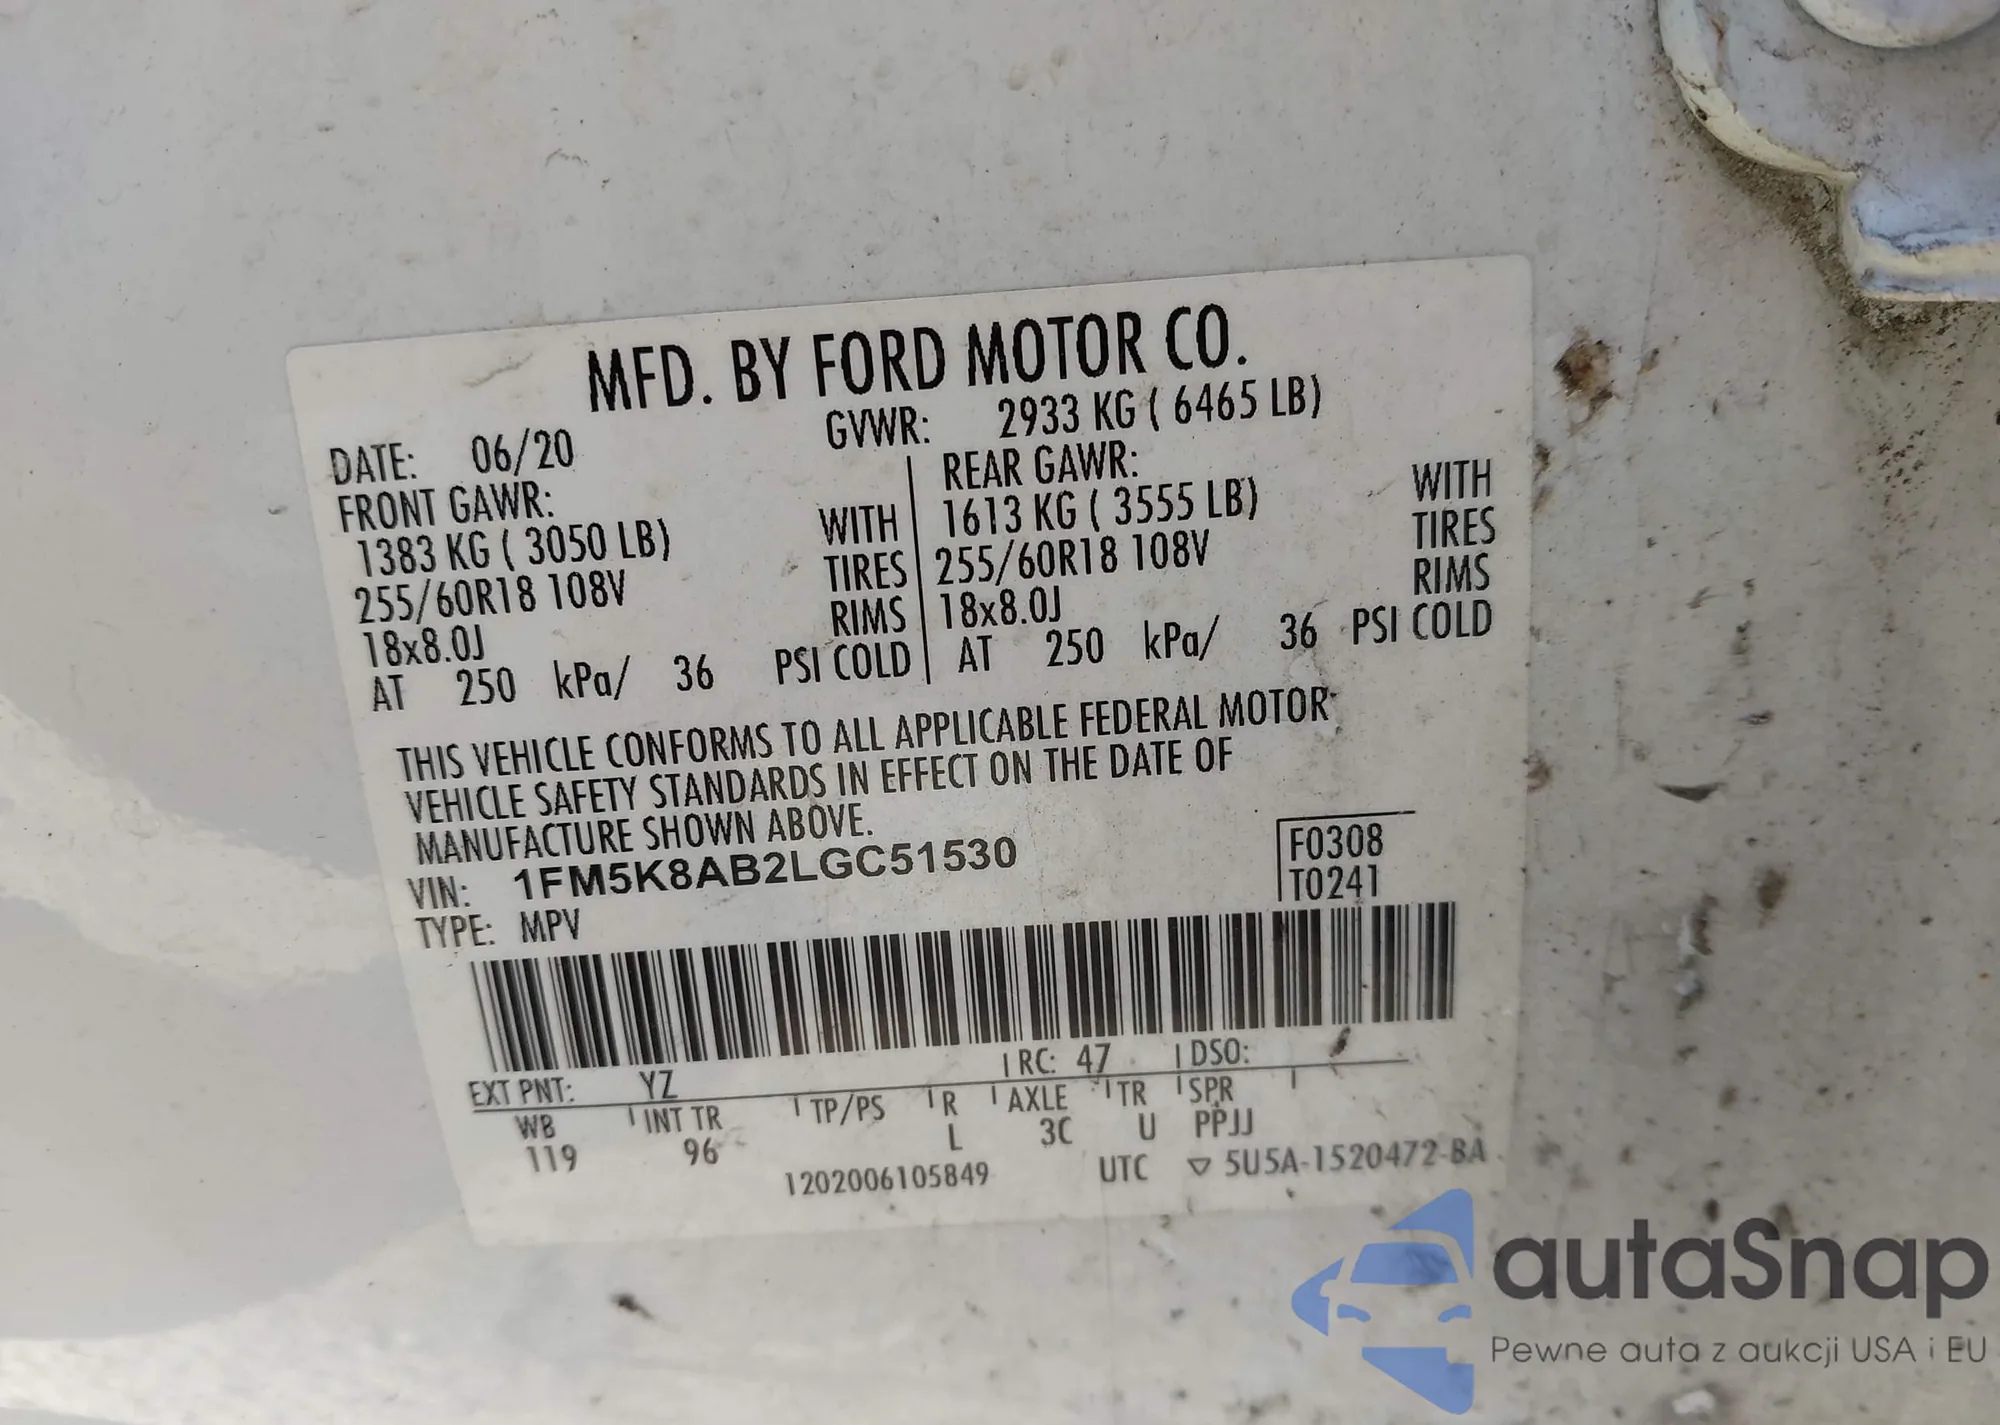 MFD. BY FORD MOTOR CO.
DATE: 06/20 GVWR: 2933 KG ( 6465 LB)
FRONT GAWR: REAR GAWR:
1383 KG ( 3050 LB) WITH 1613 KG ( 3555 LB) WITH
255/60R18 108V TIRES 255/60R18 108V TIRES
18x8.0J RIMS 18x8.0J RIMS
AT 250 kPa/ 36 PSI COLD AT 250 kPa/ 36 PSI COLD
THIS VEHICLE CONFORMS TO ALL APPLICABLE FEDERAL MOTOR
VEHICLE SAFETY STANDARDS IN EFFECT ON THE DATE OF
MANUFACTURE SHOWN ABOVE.
VIN: 1FM5K8AB2LGC51530 F0308
TYPE: MPV T0241
EXT PNT: YZ RC: 47 DSO:
WB INT TR TP/PS R AXLE TR SPR
119 96 L 3C U PPJJ
1202006105849 UTC ▽ 5U5A-1520472-BA
autaSnap
Pewne auta z aukcji USA i EU